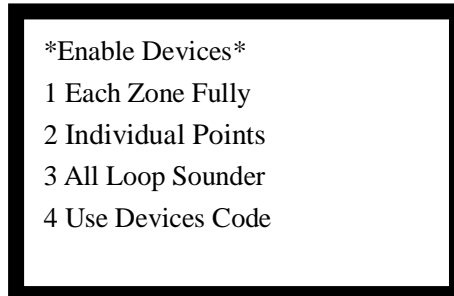 *Enable Devices*
1 Each Zone Fully
2 Individual Points
3 All Loop Sounder
4 Use Devices Code